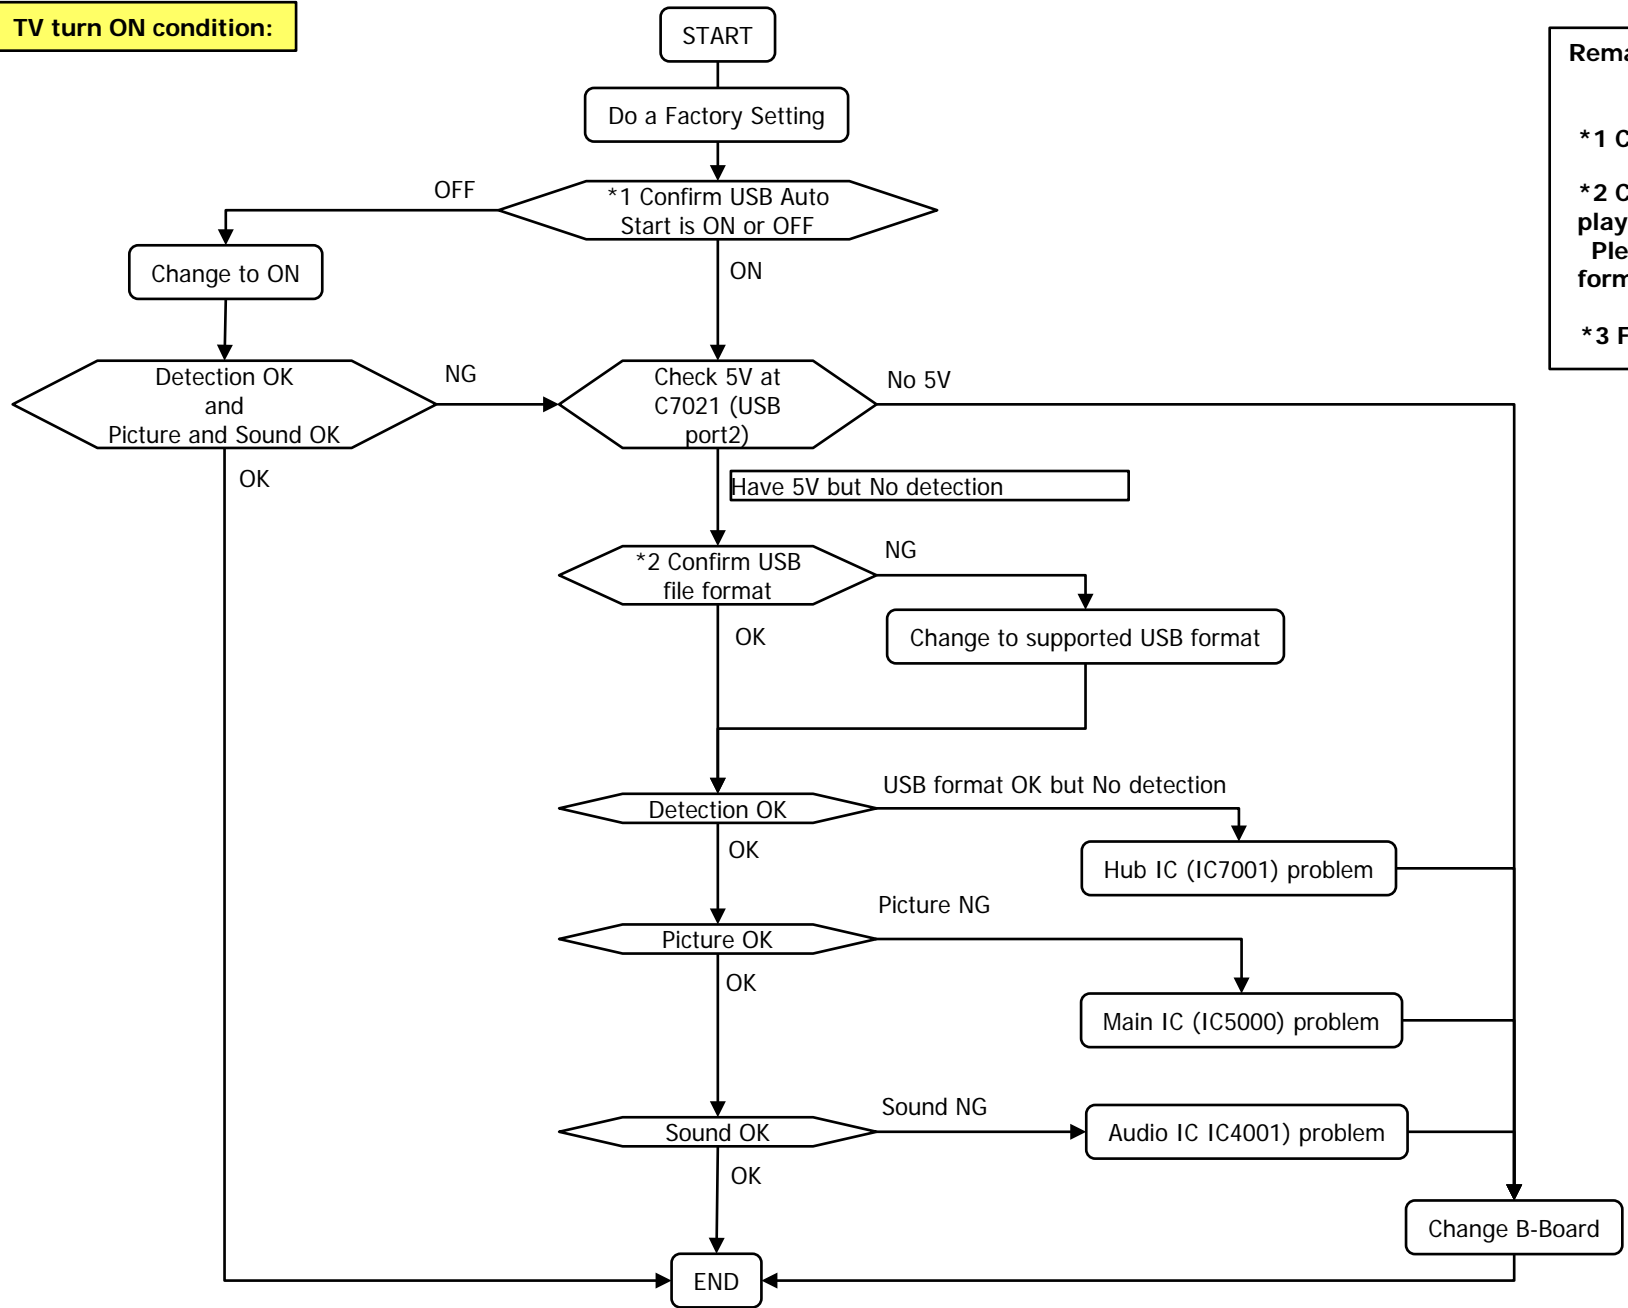 TV turn ON condition:
START
Do a Factory Setting
*1 Confirm USB Auto
Start is ON or OFF
OFF
ON
Change to ON
Detection OK
and
Picture and Sound OK
NG
OK
Check 5V at
C7021 (USB
port2)
No 5V
Have 5V but No detection
*2 Confirm USB
file format
NG
OK
Change to supported USB format
Detection OK
USB format OK but No detection
OK
Hub IC (IC7001) problem
Picture OK
Picture NG
OK
Main IC (IC5000) problem
Sound OK
Sound NG
OK
Audio IC IC4001) problem
Change B-Board
END
*1
*2
play
*3